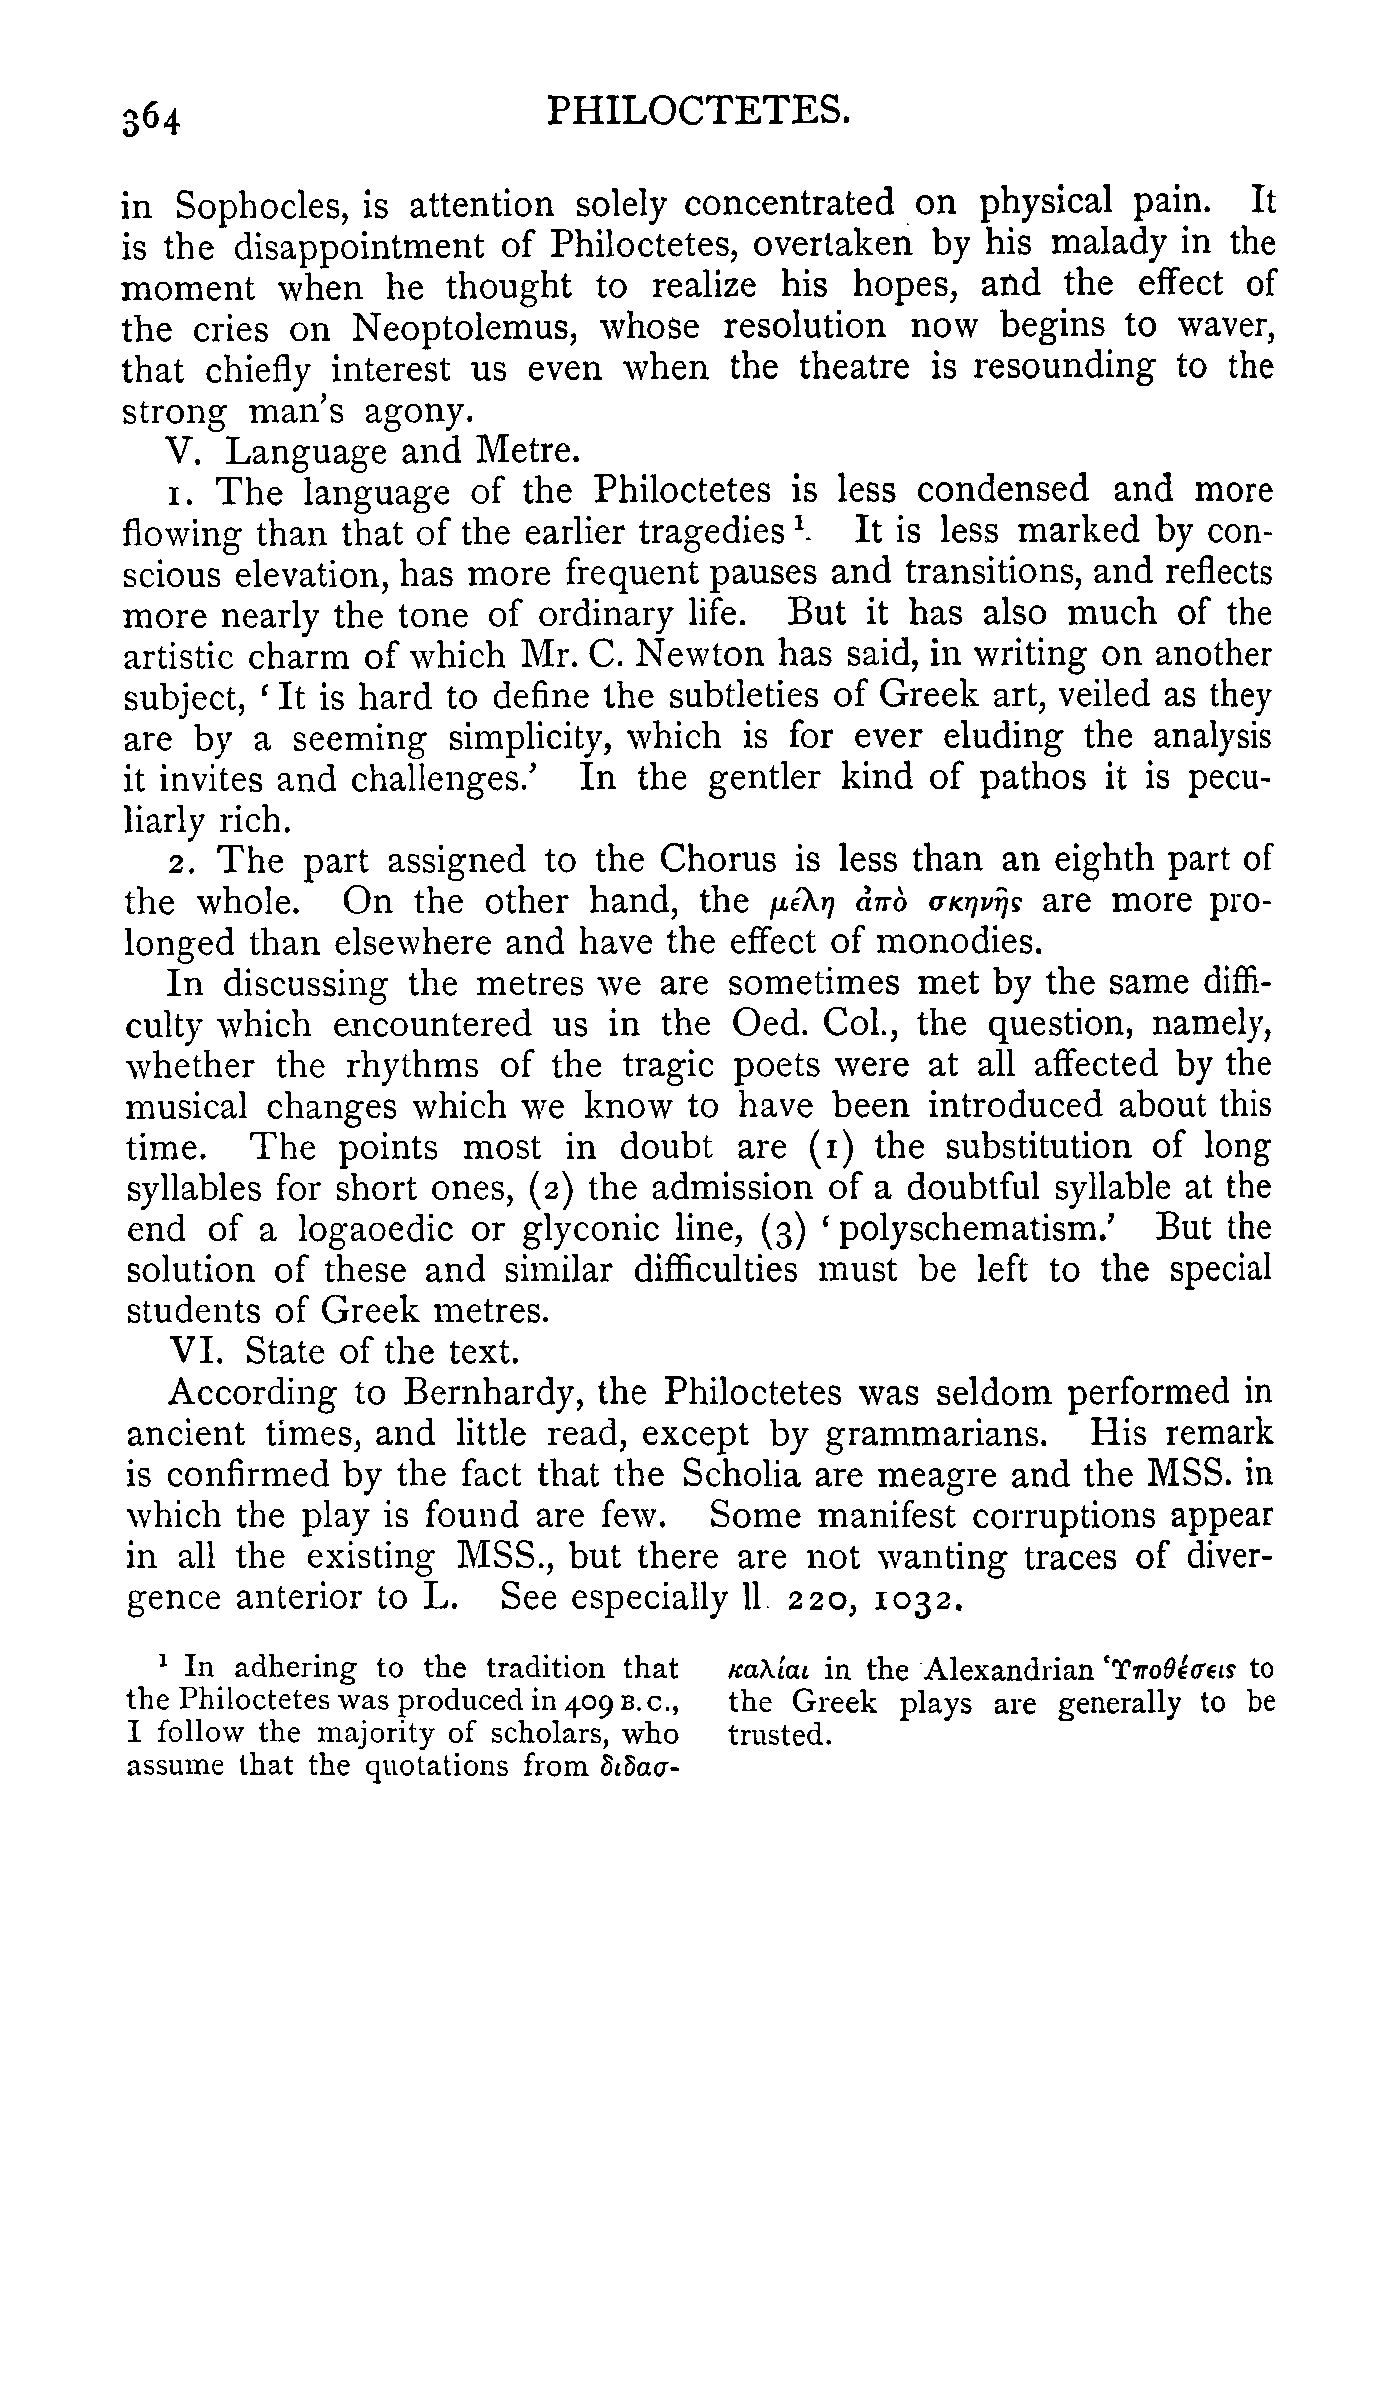 364
PHILOCTETES.
in Sophocles, is attention solely concentrated on physical pain. It
is the disappointment of Philoctetes, overtaken by his malady in the
moment when he thought to realize his hopes, and the effect of
the cries on Neoptolemus, whose resolution now begins to waver,
that chiefly interest us even when the theatre is resounding to the
strong man's agony.
V. Language and Metre.
1. The language of the Philoctetes is less condensed and more
flowing than that of the earlier tragedies ¹. It is less marked by con-
scious elevation, has more frequent pauses and transitions, and reflects
more nearly the tone of ordinary life. But it has also much of the
artistic charm of which Mr. C. Newton has said, in writing on another
subject, ‘It is hard to define the subtleties of Greek art, veiled as they
are by a seeming simplicity, which is for ever eluding the analysis
it invites and challenges.’ In the gentler kind of pathos it is pecu-
liarly rich.
2. The part assigned to the Chorus is less than an eighth part of
the whole. On the other hand, the μέλη ἀπὸ σκηνῆς are more pro-
longed than elsewhere and have the effect of monodies.
In discussing the metres we are sometimes met by the same diffi-
culty which encountered us in the Oed. Col., the question, namely,
whether the rhythms of the tragic poets were at all affected by the
musical changes which we know to have been introduced about this
time. The points most in doubt are (1) the substitution of long
syllables for short ones, (2) the admission of a doubtful syllable at the
end of a logaoedic or glyconic line, (3) ‘polyschematism.’ But the
solution of these and similar difficulties must be left to the special
students of Greek metres.
VI. State of the text.
According to Bernhardy, the Philoctetes was seldom performed in
ancient times, and little read, except by grammarians. His remark
is confirmed by the fact that the Scholia are meagre and the MSS. in
which the play is found are few. Some manifest corruptions appear
in all the existing MSS., but there are not wanting traces of diver-
gence anterior to L. See especially ll. 220, 1032.
¹ In adhering to the tradition that
the Philoctetes was produced in 409 B.C.,
I follow the majority of scholars, who
assume that the quotations from διδασ-
καλίαι in the Alexandrian Ὑποθέσεις to
the Greek plays are generally to be
trusted.